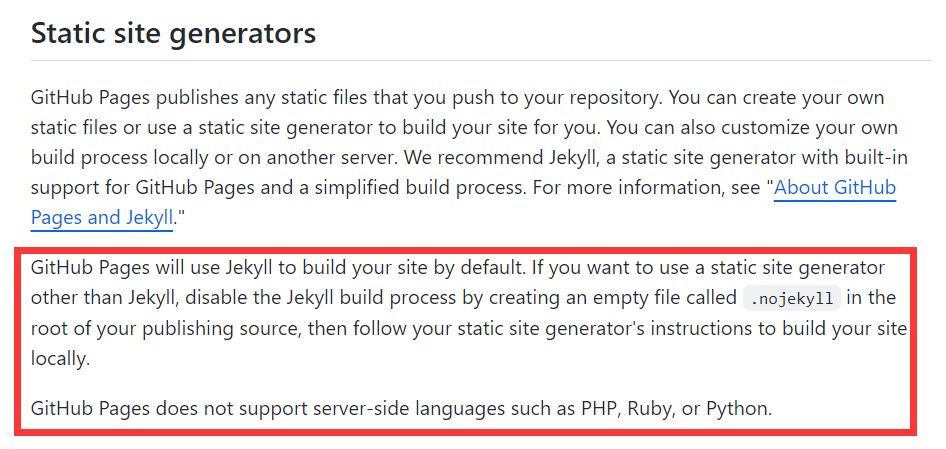 Static site generators
GitHub Pages publishes any static files that you push to your repository. You can create your own
static files or use a static site generator to build your site for you. You can also customize your own
build process locally or on another server. We recommend Jekyll, a static site generator with built-in
support for GitHub Pages and a simplified build process. For more information, see "About GitHub
Pages and Jekyll."
GitHub Pages will use Jekyll to build your site by default. If you want to use a static site generator
other than Jekyll, disable the Jekyll build process by creating an empty file called .nojekyll in the
root of your publishing source, then follow your static site generator's instructions to build your site
locally.
GitHub Pages does not support server-side languages such as PHP, Ruby, or Python.